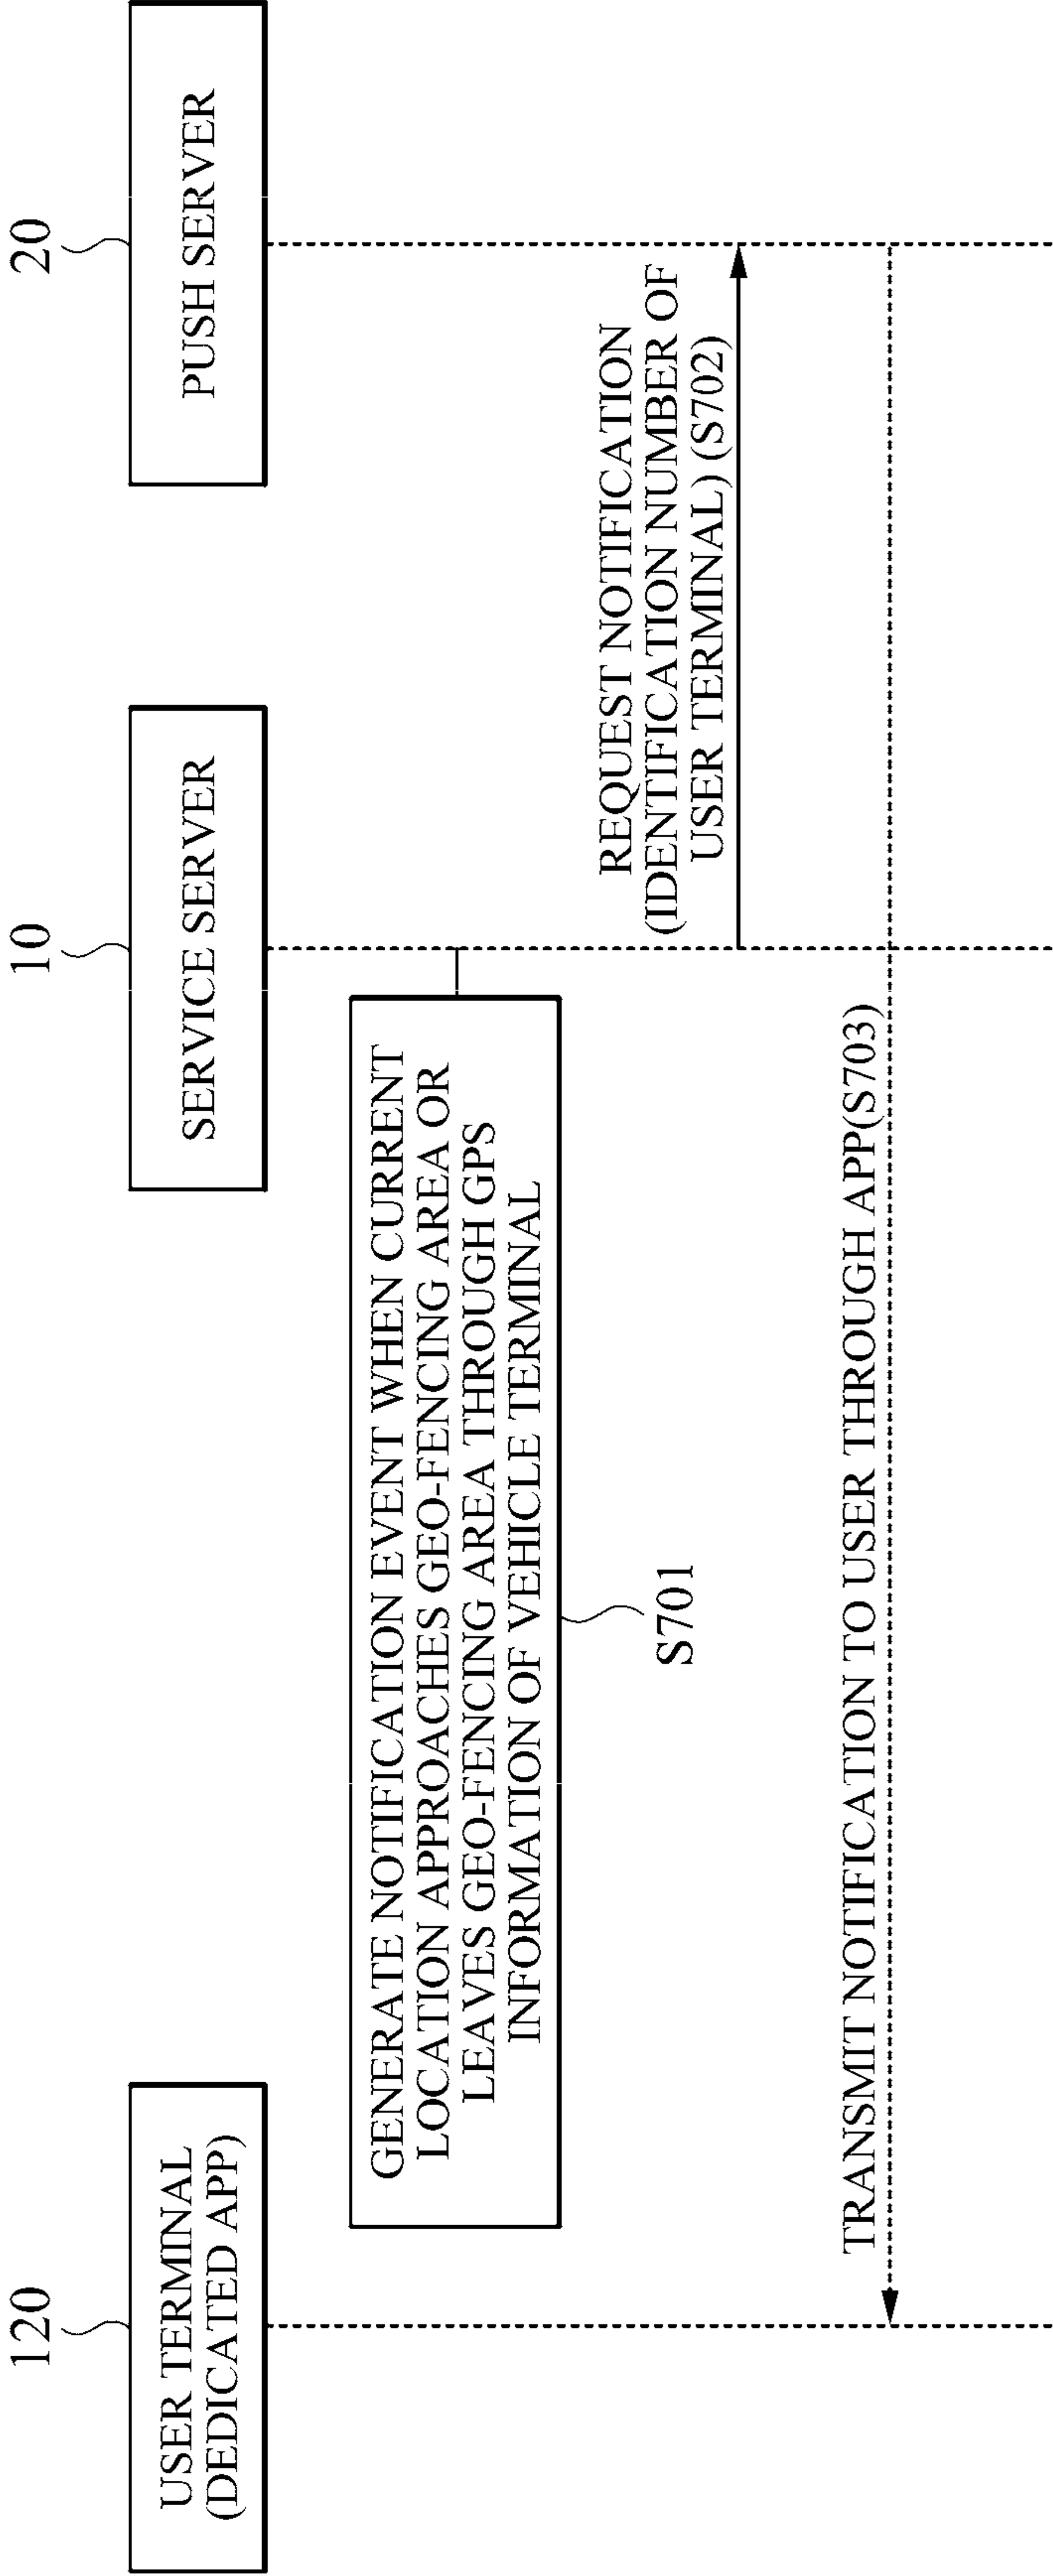 120
10
20
USER TERMINAL
(DEDICATED APP)
SERVICE SERVER
PUSH SERVER
GENERATE NOTIFICATION EVENT WHEN CURRENT
LOCATION APPROACHES GEO-FENCING AREA OR
LEAVES GEO-FENCING AREA THROUGH GPS
INFORMATION OF VEHICLE TERMINAL
S701
REQUEST NOTIFICATION
(IDENTIFICATION NUMBER OF
USER TERMINAL) (S702)
TRANSMIT NOTIFICATION TO USER THROUGH APP(S703)